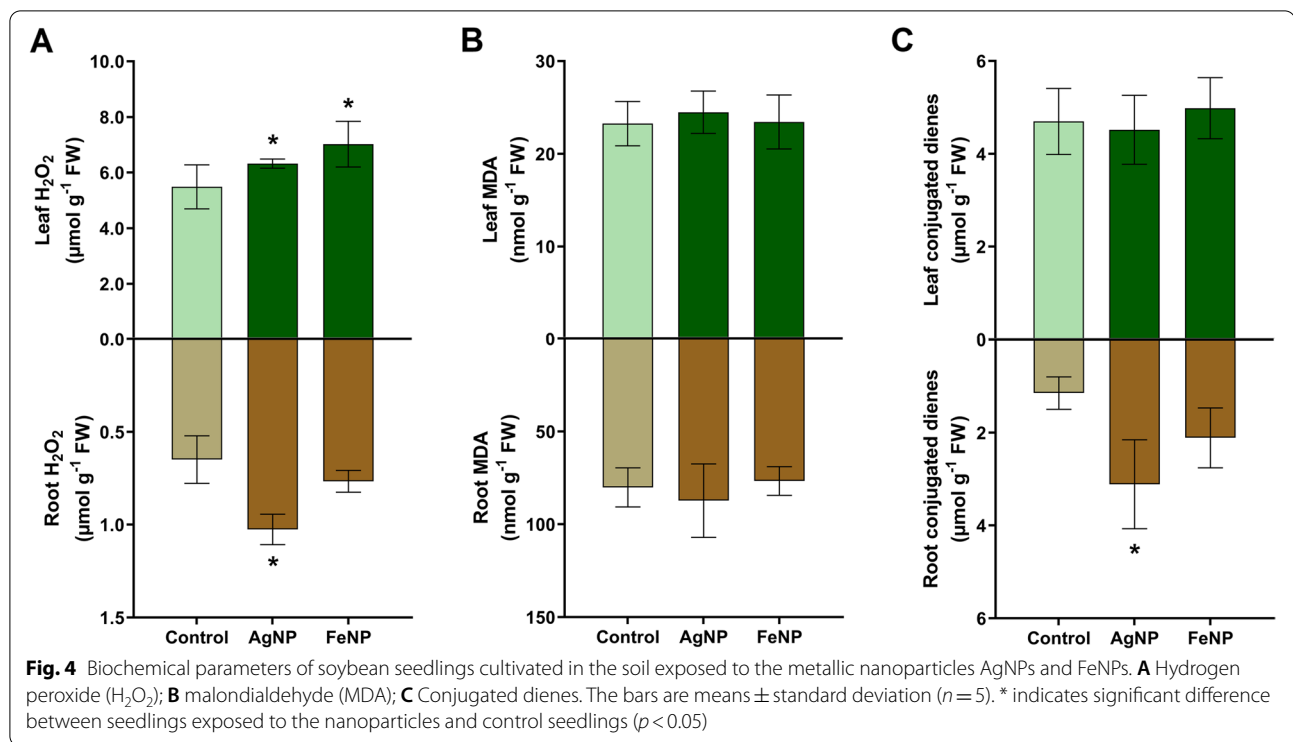 A
Leaf H₂O₂
(µmol g⁻¹ FW)
10.0
8.0
6.0
4.0
2.0
0.0
* *
Root H₂O₂
(µmol g⁻¹ FW)
0.5
1.0
1.5
*
Control AgNP FeNP
B
Leaf MDA
(nmol g⁻¹ FW)
30
20
10
0
Root MDA
(nmol g⁻¹ FW)
50
100
150
Control AgNP FeNP
C
Leaf conjugated dienes
(µmol g⁻¹ FW)
6
4
2
0
Root conjugated dienes
(µmol g⁻¹ FW)
2
4
6
*
Control AgNP FeNP
Fig. 4 Biochemical parameters of soybean seedlings cultivated in the soil exposed to the metallic nanoparticles AgNPs and FeNPs. A Hydrogen
peroxide (H₂O₂); B malondialdehyde (MDA); C Conjugated dienes. The bars are means ± standard deviation (n = 5). * indicates significant difference
between seedlings exposed to the nanoparticles and control seedlings (p < 0.05)